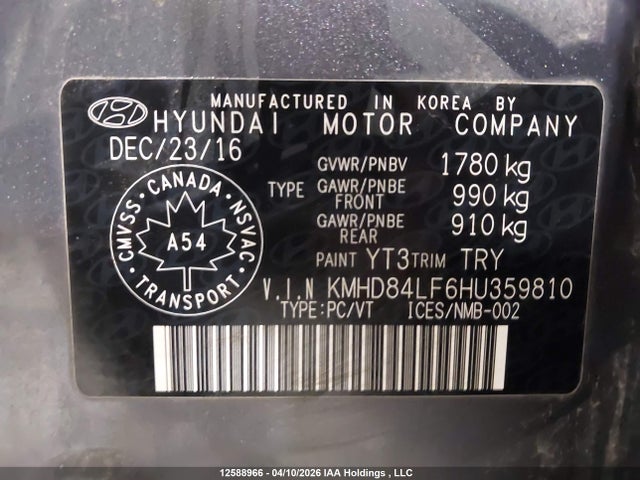 MANUFACTURED IN KOREA BY
HYUNDAI MOTOR COMPANY
DEC/23/16
GVWR/PNBV 1780 kg
TYPE GAWR/PNBE FRONT 990 kg
GAWR/PNBE REAR 910 kg
PAINT YT3 TRIM TRY
CANADA
CMVSS
NSVAC
A54
TRANSPORT
V.I.N KMHD84LF6HU359810
TYPE:PC/VT ICES/NMB-002
12588966 - 04/10/2026 IAA Holdings , LLC